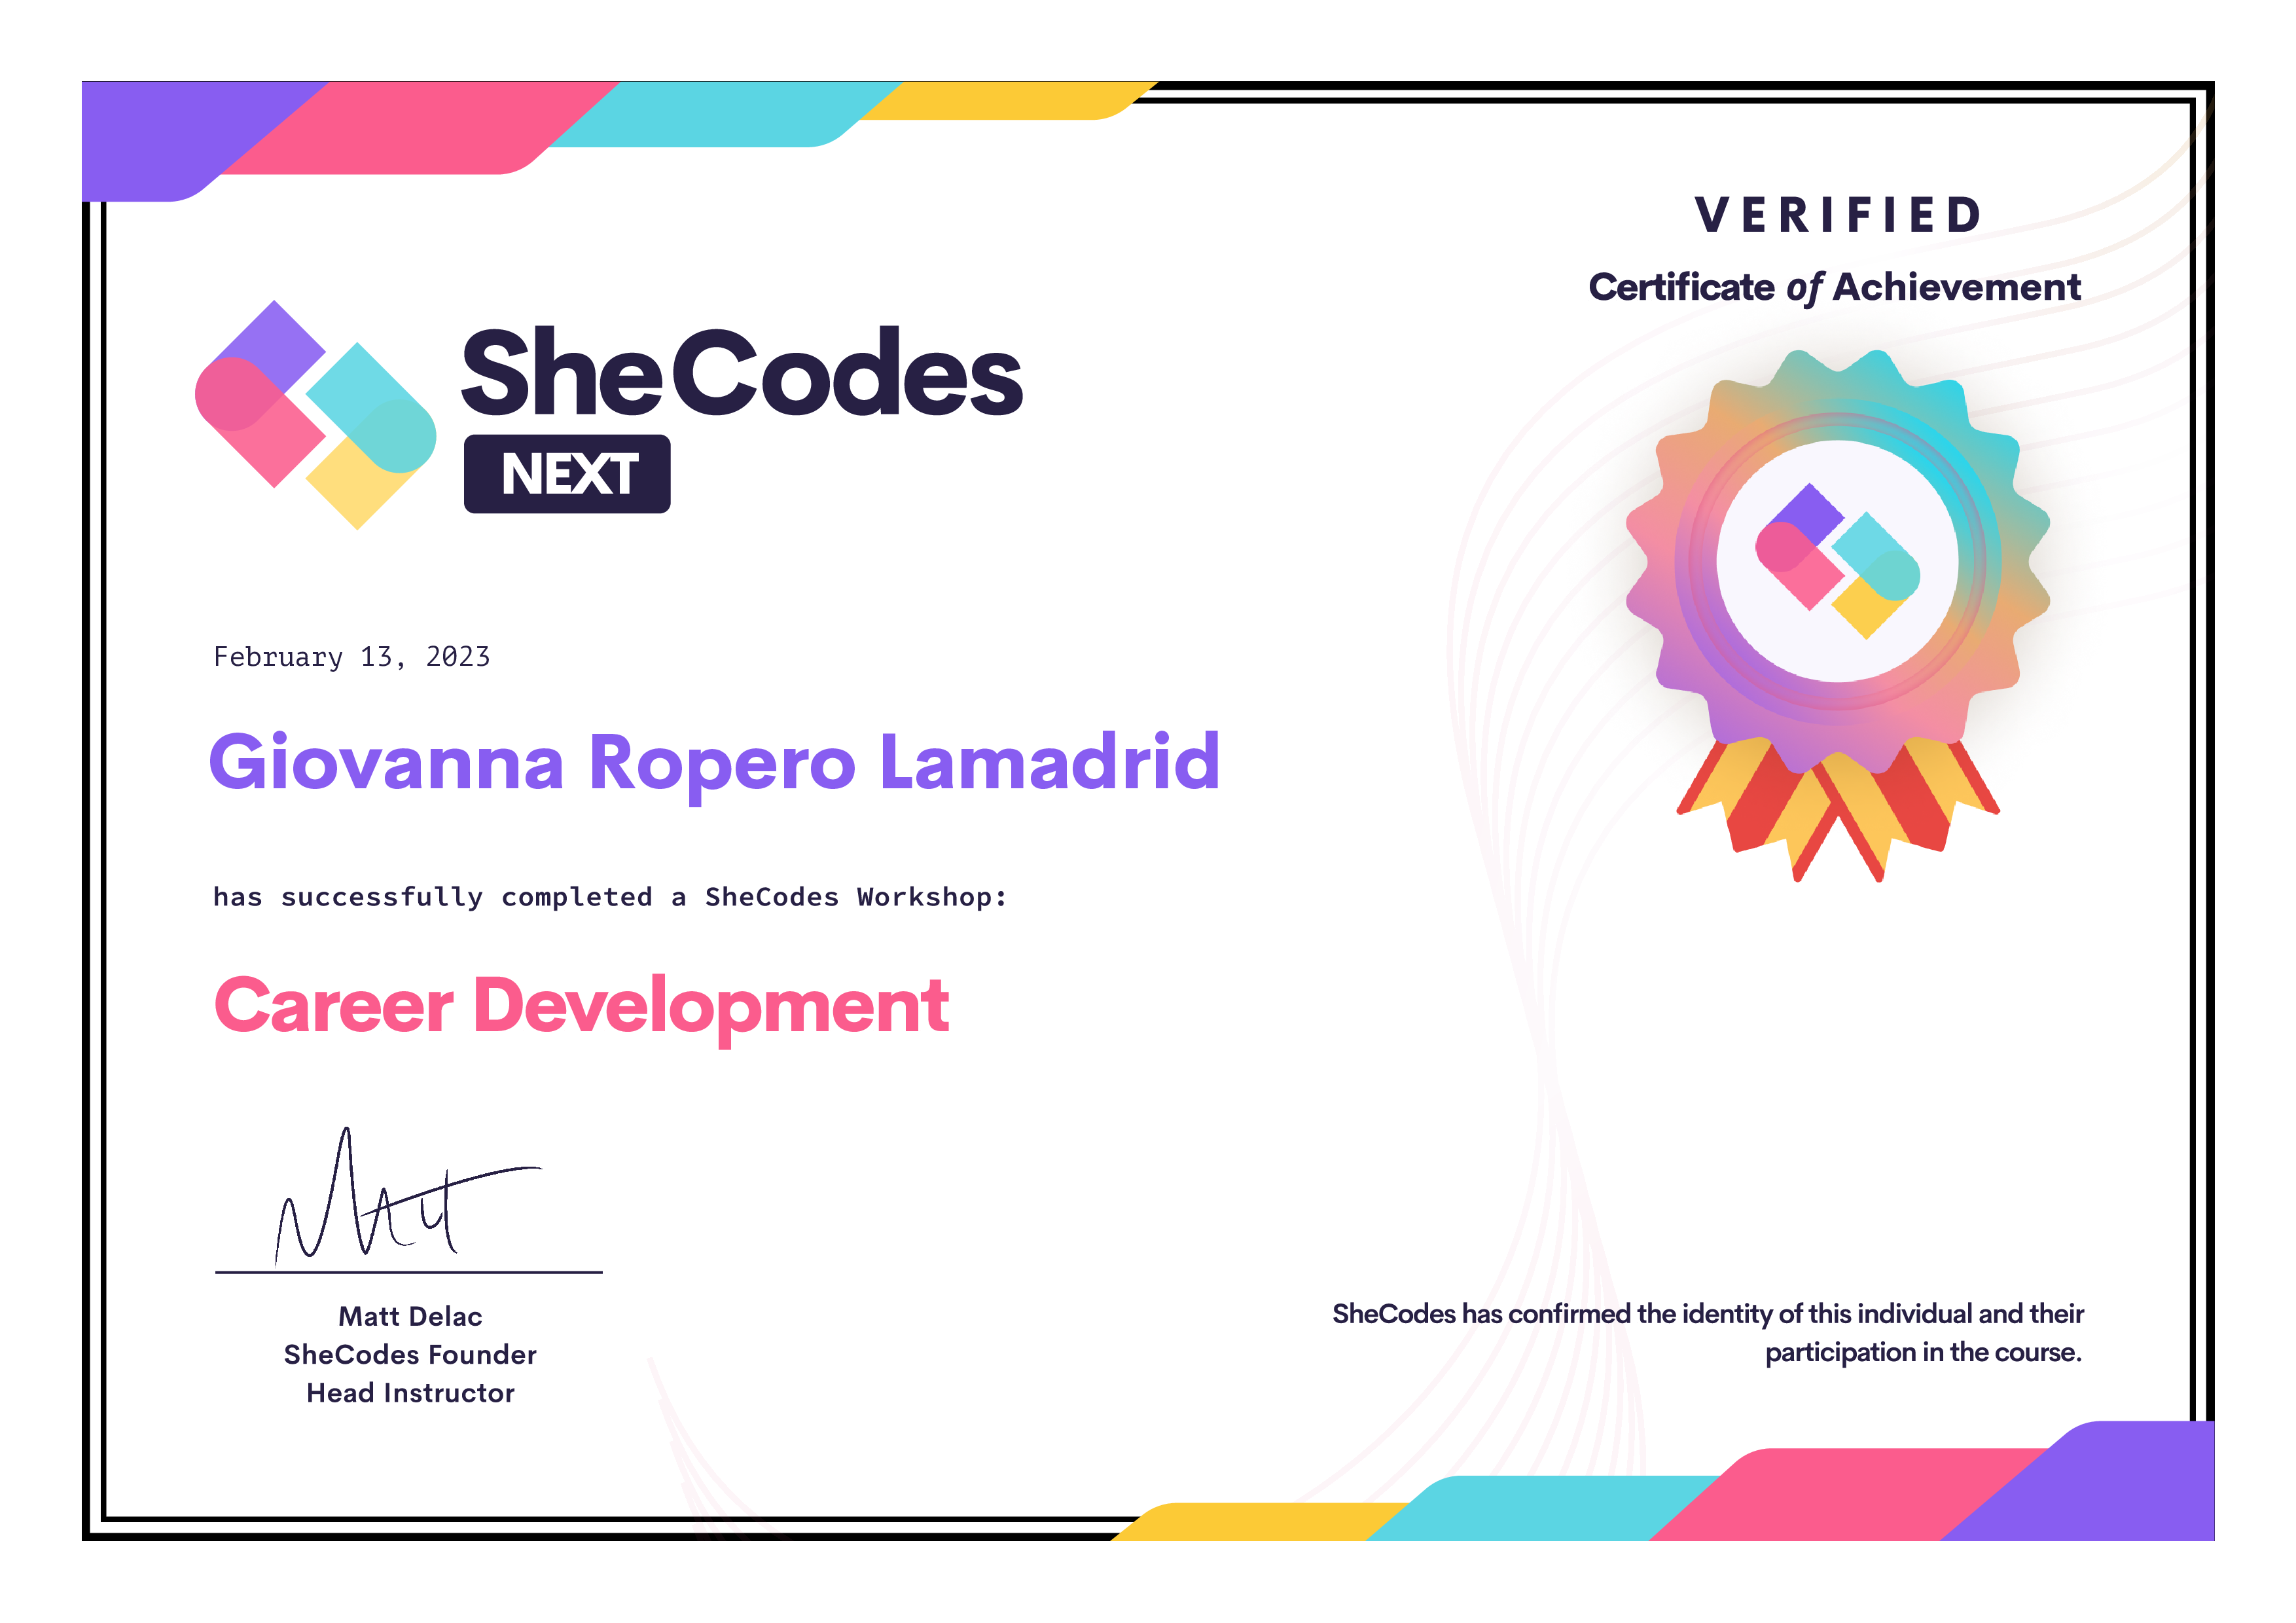 VERIFIED
Certificate of Achievement
SheCodes
NEXT
February 13, 2023
Giovanna Ropero Lamadrid
has successfully completed a SheCodes Workshop:
Career Development
Matt
Matt Delac
SheCodes Founder
Head Instructor
SheCodes has confirmed the identity of this individual and their
participation in the course.